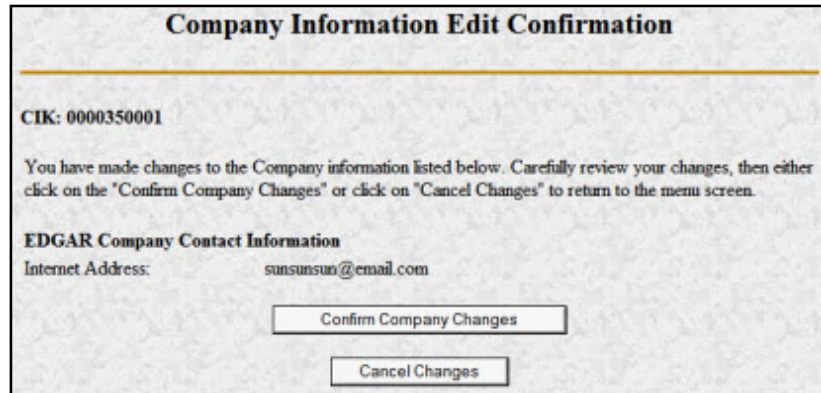 Company Information Edit Confirmation
CIK: 0000350001
You have made changes to the Company information listed below. Carefully review your changes, then either
click on the "Confirm Company Changes" or click on "Cancel Changes" to return to the menu screen.
EDGAR Company Contact Information
Internet Address: sunsunsun@email.com
Confirm Company Changes
Cancel Changes